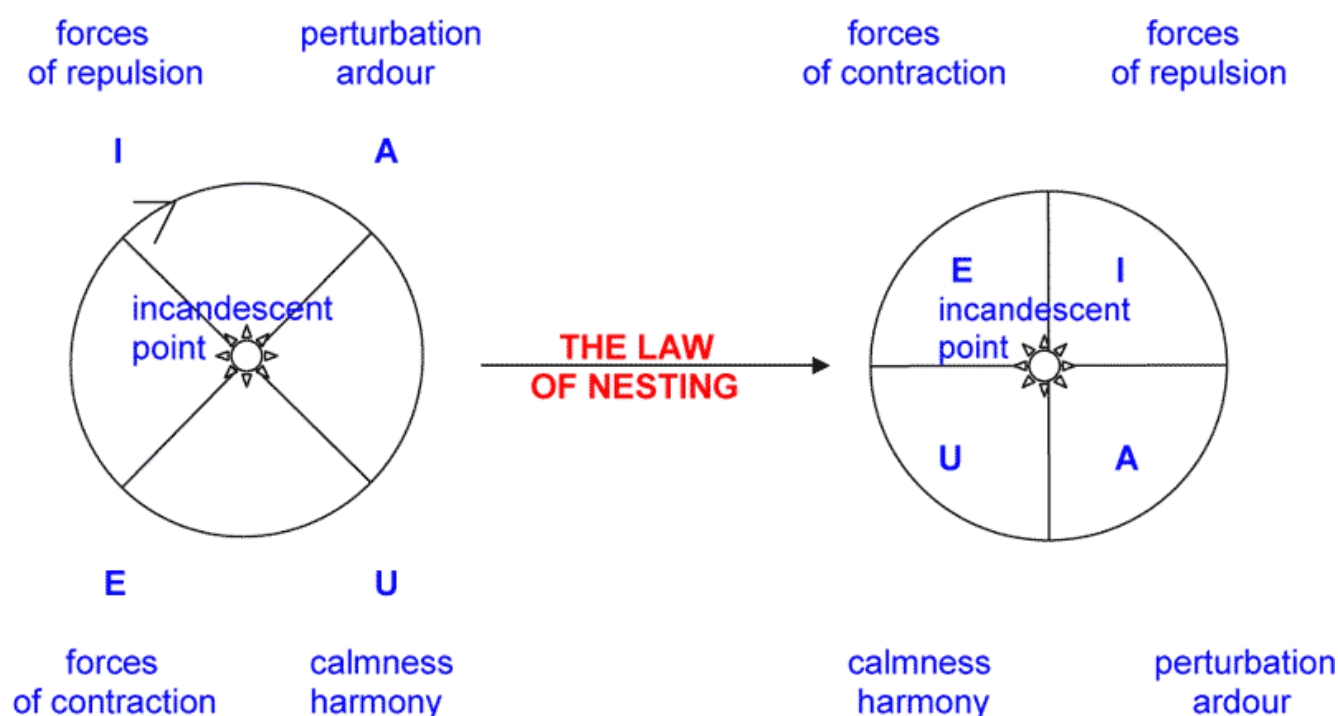 forces
of repulsion
perturbation
ardour
forces
of contraction
forces
of repulsion
I
A
E
I
incandescent
point
THE LAW
OF NESTING
incandescent
point
U
A
E
U
forces
of contraction
calmness
harmony
calmness
harmony
perturbation
ardour